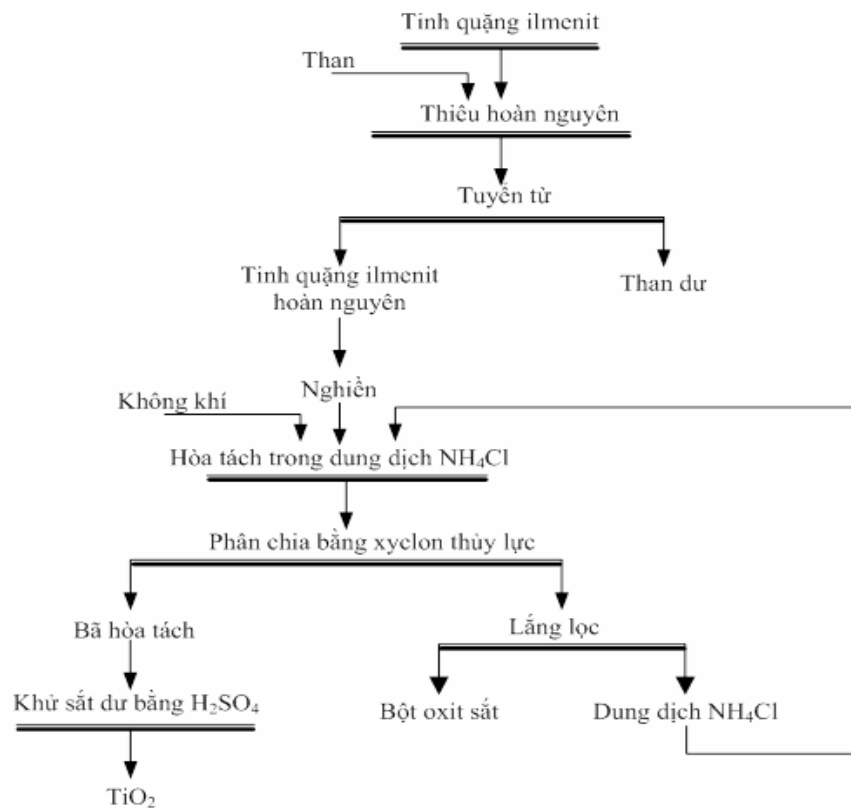 Tinh quặng ilmenit
Than
Thiêu hoàn nguyên
Tuyển từ
Tinh quặng ilmenit
hoàn nguyên
Than dư
Không khí
Nghiền
Hòa tách trong dung dịch NH₄Cl
Phân chia bằng xyclon thủy lực
Bã hòa tách
Lắng lọc
Khử sắt dư bằng H₂SO₄
Bột oxit sắt
Dung dịch NH₄Cl
TiO₂